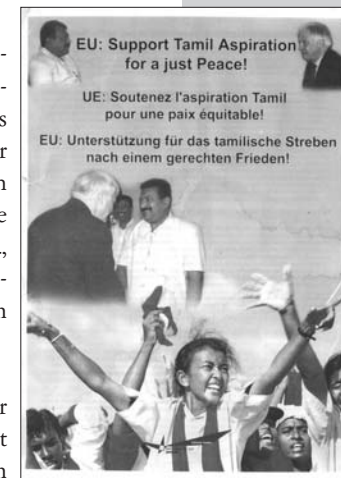 EU: Support Tamil Aspiration
for a just Peace!
UE: Soutenez l'aspiration Tamil
pour une paix équitable!
EU: Unterstützung für das tamilische Streben
nach einem gerechten Frieden!